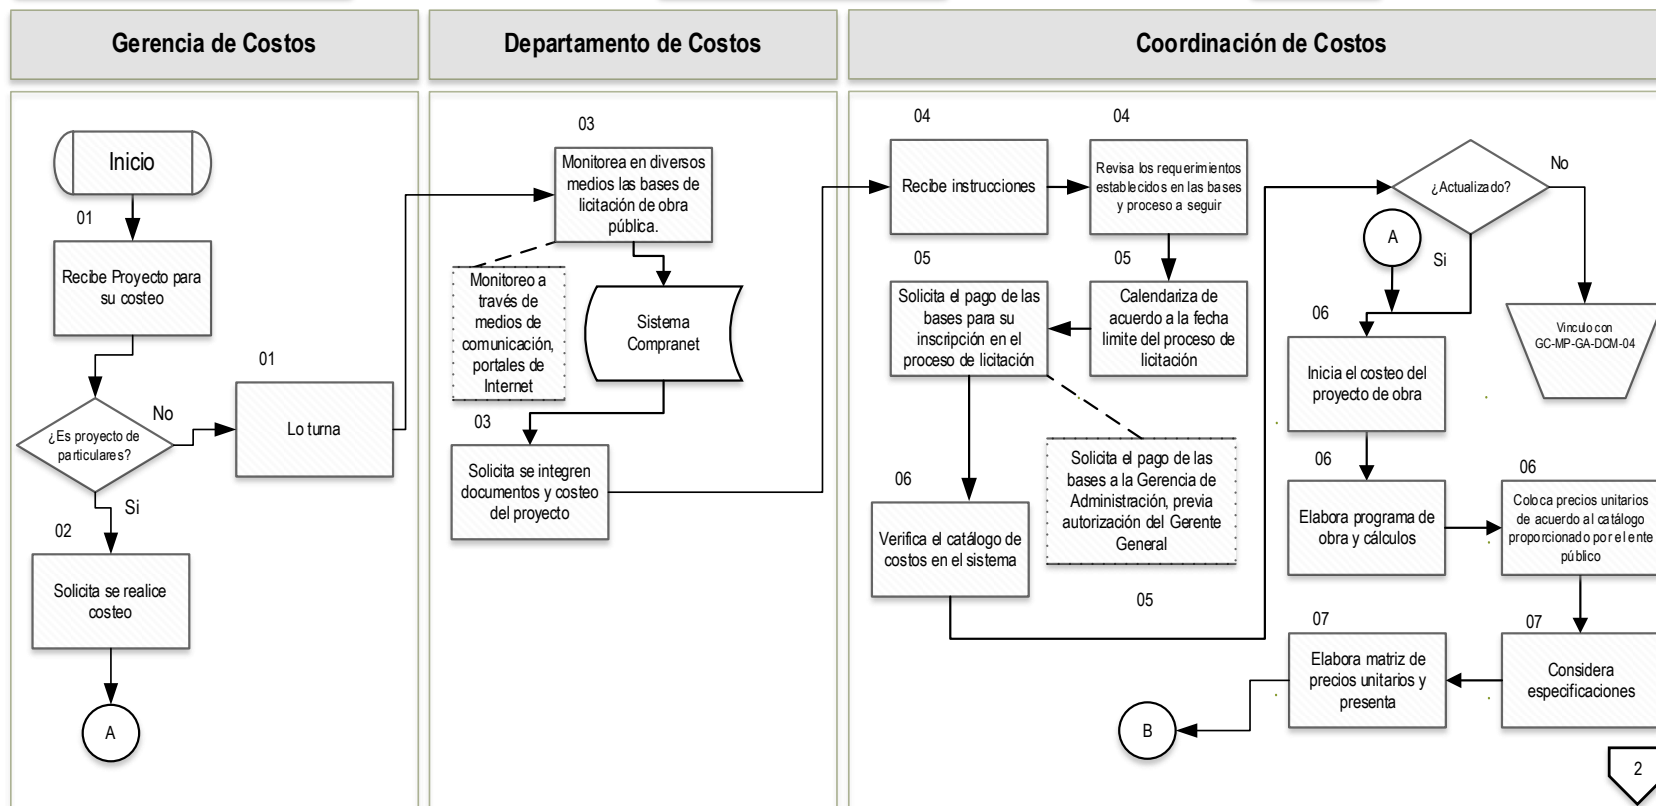 Gerencia de Costos
Departamento de Costos
Coordinación de Costos
Inicio
01
Recibe Proyecto para
su costeo
¿Es proyecto de
particulares?
No
01
Lo turna
Si
02
Solicita se realice
costeo
A
03
Monitorea en diversos
medios las bases de
licitación de obra
pública.
Monitoreo a
través de
medios de
comunicación,
portales de
Internet
Sistema
Compranet
03
Solicita se integren
documentos y costeo
del proyecto
04
Recibe instrucciones
04
Revisa los requerimientos
establecidos en las bases
y proceso a seguir
05
Calendariza de
acuerdo a la fecha
limite del proceso de
licitación
05
Solicita el pago de las
bases para su
inscripción en el
proceso de licitación
Solicita el pago de las
bases a la Gerencia de
Administración, previa
autorización del Gerente
General
05
06
Verifica el catálogo de
costos en el sistema
¿Actualizado?
No
Vinculo con
GC-MP-GA-DCM-04
Si
A
06
Inicia el costeo del
proyecto de obra
06
Elabora programa de
obra y cálculos
06
Coloca precios unitarios
de acuerdo al catálogo
proporcionado por el ente
público
07
Considera
especificaciones
07
Elabora matriz de
precios unitarios y
presenta
B
2